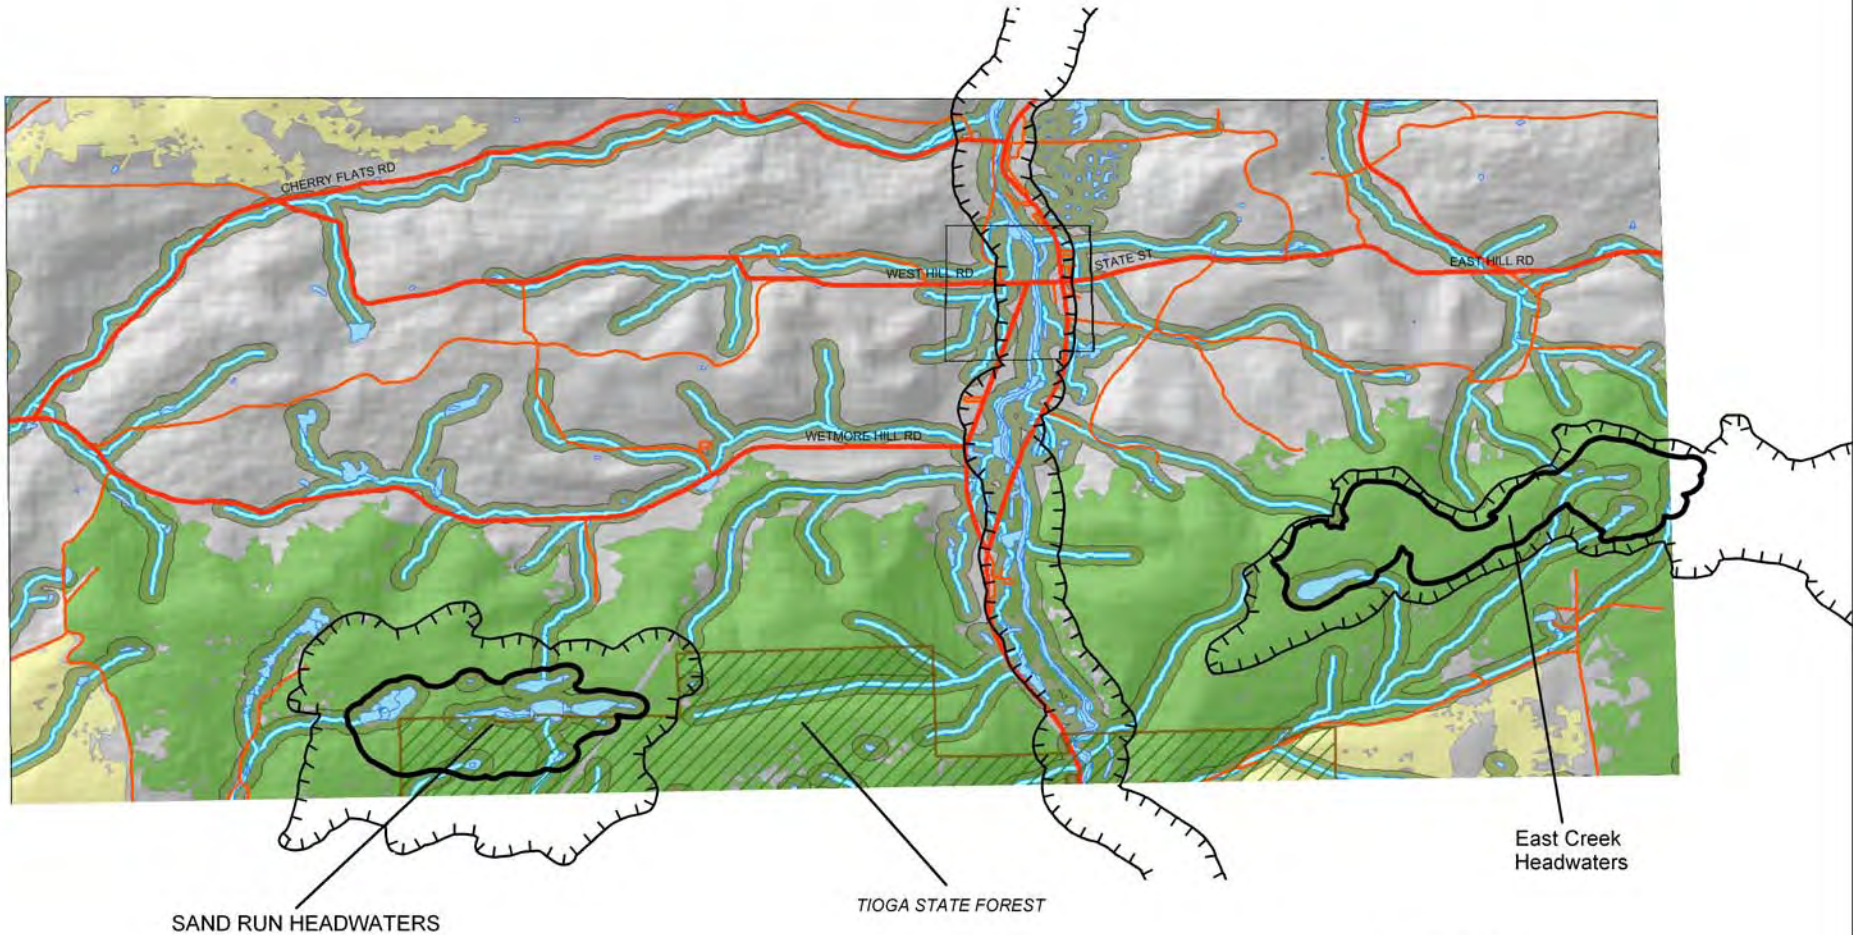 CHERRY FLATS RD
WEST HILL RD
STATE ST
EAST HILL RD
WETMORE HILL RD
East Creek
Headwaters
TIOGA STATE FOREST
SAND RUN HEADWATERS